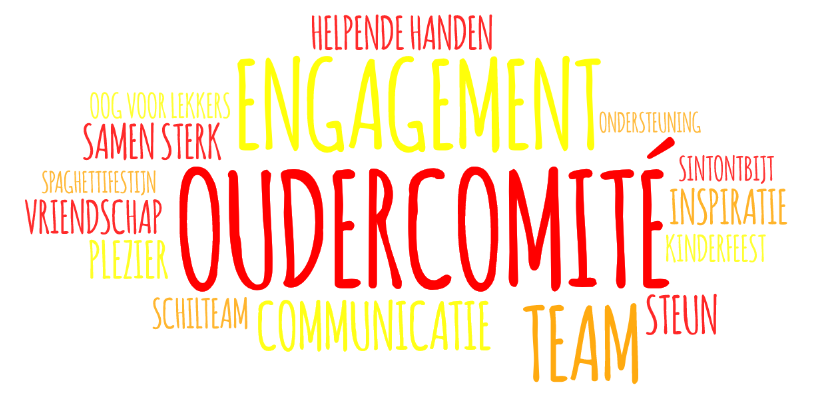 HELPENDE HANDEN
ENGAGEMENT
OOG VOOR LEKKERS
ONDERSTEUNING
SAMEN STERK
OUDERCOMITÉ
SINTONTBIJT
SPAGHETTIFESTIJN
INSPIRATIE
VRIENDSCHAP
KINDERFEEST
PLEZIER
SCHILTEAM
COMMUNICATIE
TEAM
STEUN